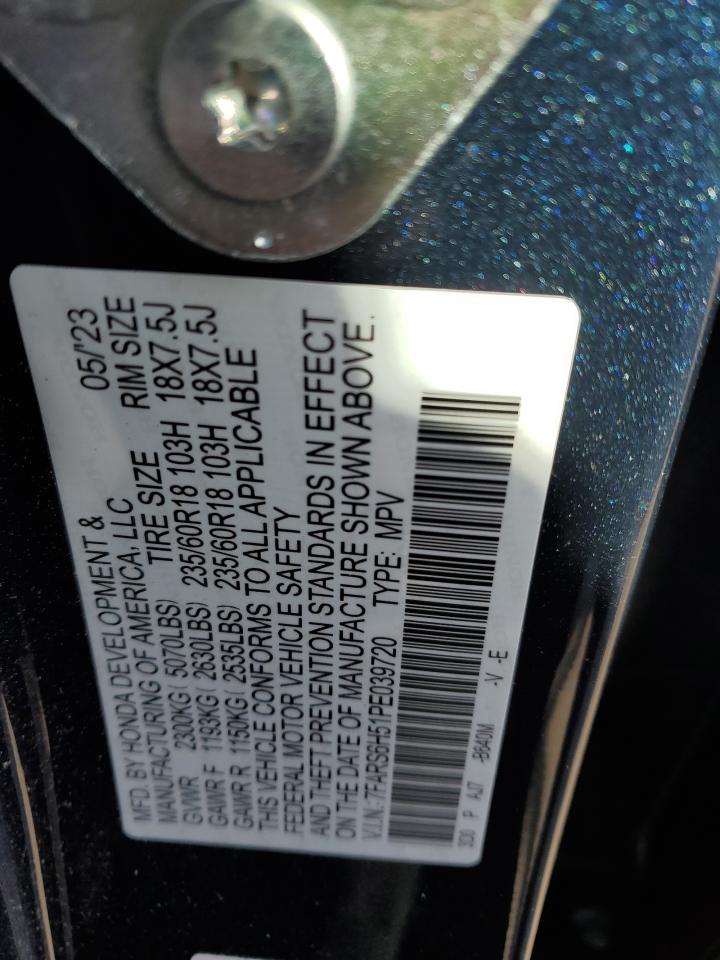 MFD. BY HONDA DEVELOPMENT & 05/'23
MANUFACTURING OF AMERICA, LLC TIRE SIZE RIM SIZE
GVWR 2300KG( 5070LBS) 235/60R18 103H 18X7.5J
GAWR F 1193KG( 2630LBS) 235/60R18 103H 18X7.5J
GAWR R 1150KG( 2535LBS)
THIS VEHICLE CONFORMS TO ALL APPLICABLE
FEDERAL MOTOR VEHICLE SAFETY
AND THEFT PREVENTION STANDARDS IN EFFECT
ON THE DATE OF MANUFACTURE SHOWN ABOVE.
V.I.N.: 7FARS6H51PE039720 TYPE: MPV
300 P AJ7 -B640M -V -E